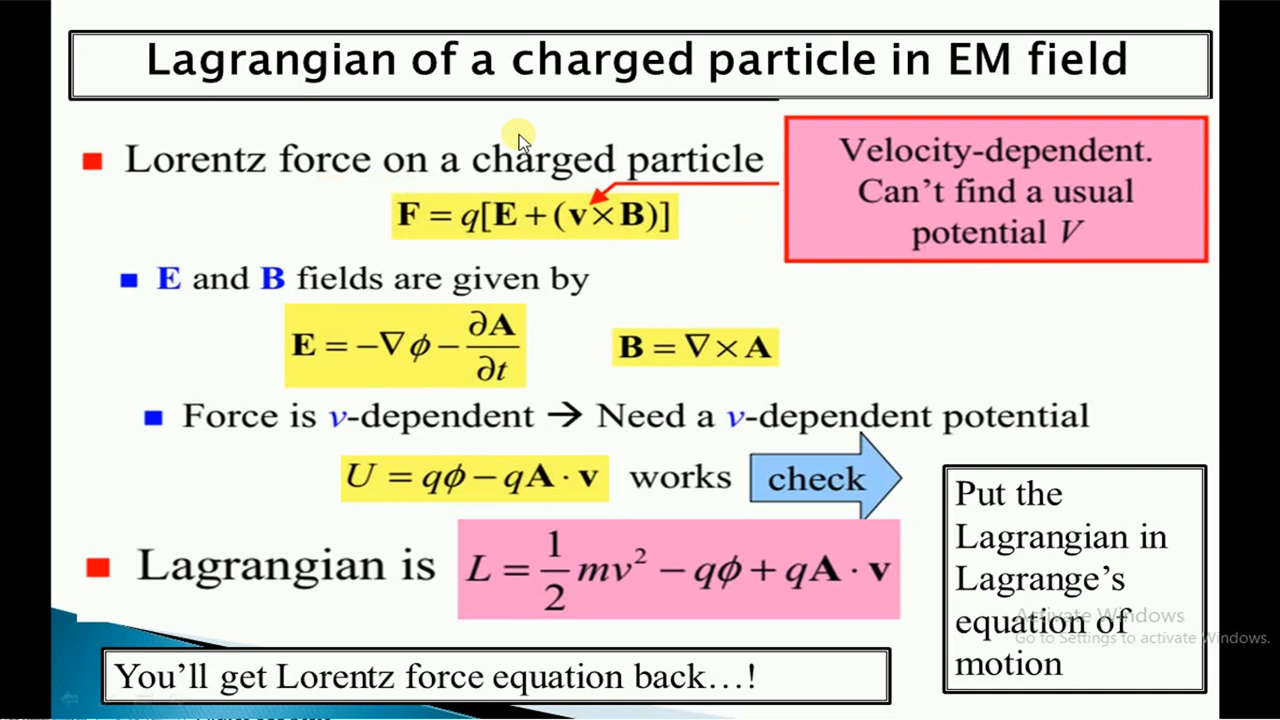 Lagrangian of a charged particle in EM field
Lorentz force on a charged particle
F = q[E + (v × B)]
Velocity-dependent.
Can't find a usual
potential V
E and B fields are given by
E = −∇ϕ − ∂A/∂t
B = ∇ × A
Force is v-dependent → Need a v-dependent potential
U = qϕ − qA · v works
check
Lagrangian is L = 1/2 mv² − qϕ + qA · v
Put the
Lagrangian in
Lagrange's
equation of
motion
Activate Windows
Go to Settings to activate Windows.
You'll get Lorentz force equation back...!